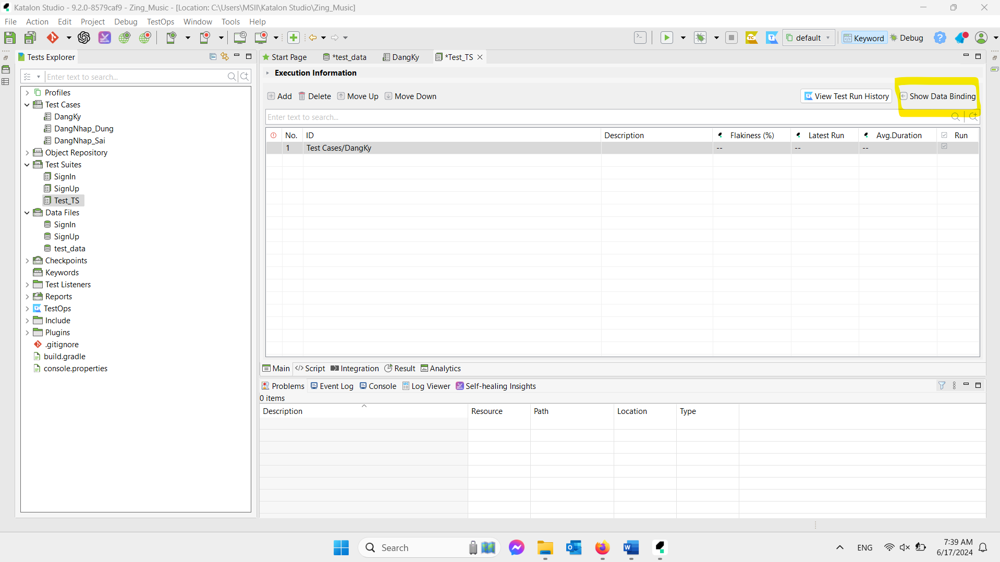 Katalon Studio - 9.2.0-8579caf9 - Zing_Music - [Location: C:\Users\MSII\Katalon Studio\Zing_Music]
File Action Edit Project Debug TestOps Window Tools Help
default Keyword Debug
Tests Explorer
Enter text to search...
Profiles
Test Cases
DangKy
DangNhap_Dung
DangNhap_Sai
Object Repository
Test Suites
SignIn
SignUp
Test_TS
Data Files
SignIn
SignUp
test_data
Checkpoints
Keywords
Test Listeners
Reports
TestOps
Include
Plugins
.gitignore
build.gradle
console.properties
Start Page *test_data DangKy *Test_TS
Execution Information
Add Delete Move Up Move Down View Test Run History Show Data Binding
Enter text to search...
No. ID Description Flakiness (%) Latest Run Avg.Duration Run
1 Test Cases/DangKy -- -- --
Main Script Integration Result Analytics
Problems Event Log Console Log Viewer Self-healing Insights
0 items
Description Resource Path Location Type
Search
ENG
7:39 AM
6/17/2024